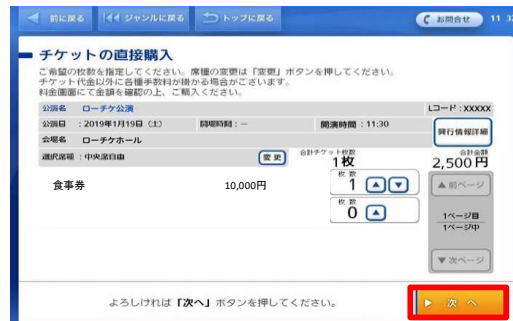 前に戻る
ジャンルに戻る
トップに戻る
お問合せ
11
チケットの直接購入
ご希望の枚数を指定してください。席種の変更は「変更」ボタンを押してください。
チケット代金以外に各種手数料が掛かる場合がございます。
料金画面にて金額を確認の上、ご購入ください。
公演名 ローチケ公演
Lコード：XXXXX
公演日 ：2019年1月19日（土）
開場時間：－
開演時間：11:30
興行情報詳細
会場名 ローチケホール
選択席種：中央席自由
変更
合計チケット枚数
1枚
合計金額
2,500円
食事券
10,000円
枚数
1
枚数
0
▲前ページ
1ページ目
1ページ中
▼次ページ
よろしければ「次へ」ボタンを押してください。
次 へ